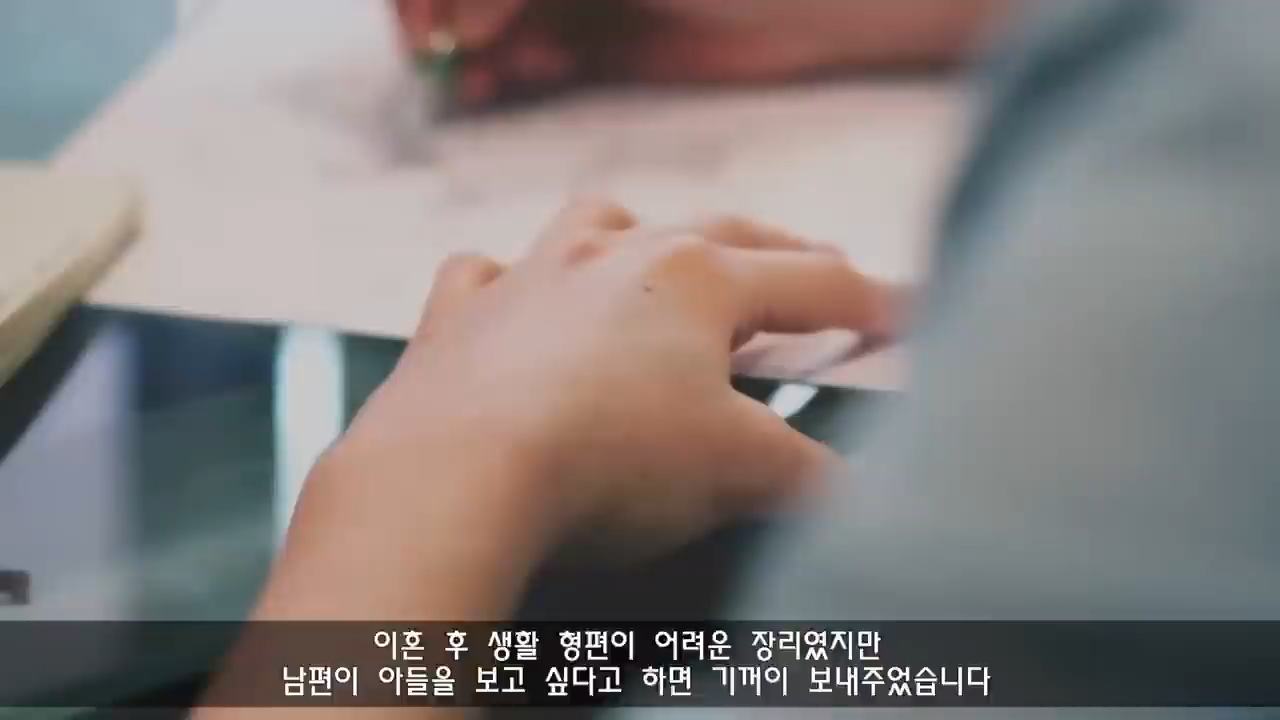 이혼 후 생활 형편이 어려운 장리였지만
남편이 아들을 보고 싶다고 하면 기꺼이 보내주었습니다